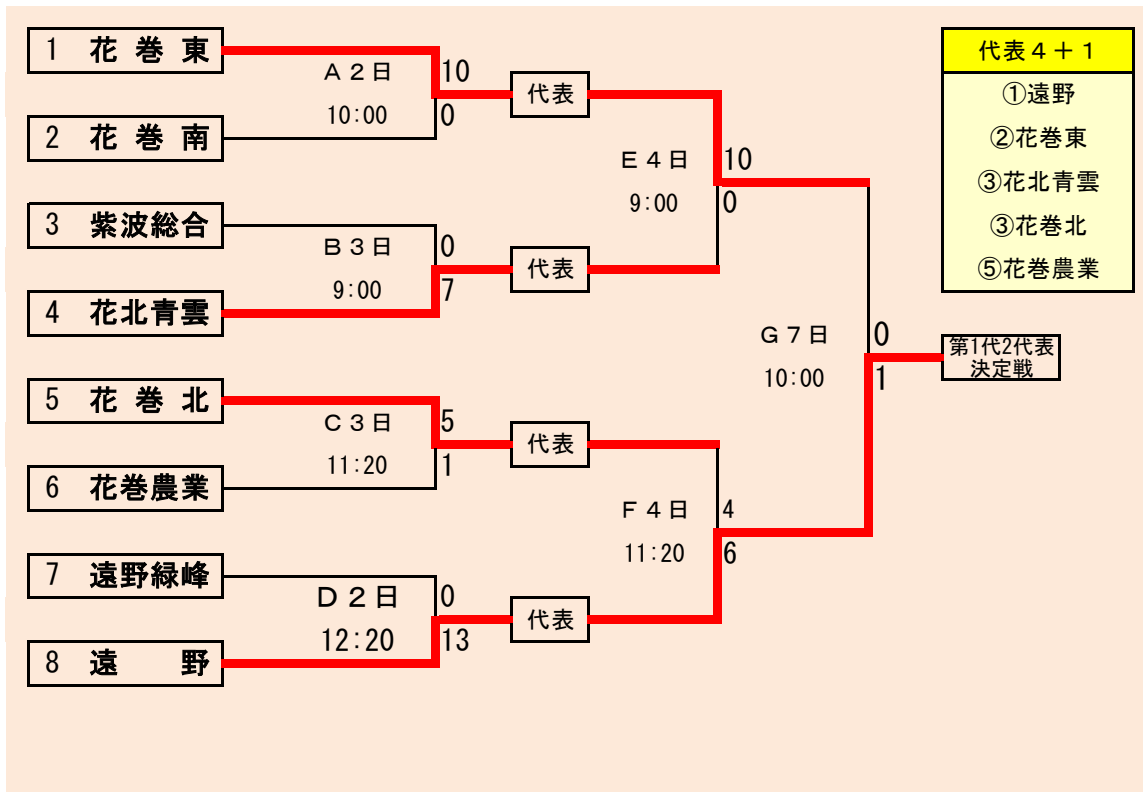 1 花巻東
2 花巻南
A2日
10:00
10
0
代表
3 紫波総合
4 花北青雲
B3日
9:00
0
7
代表
E4日
9:00
10
0
5 花巻北
6 花巻農業
C3日
11:20
5
1
代表
7 遠野緑峰
8 遠野
D2日
12:20
0
13
代表
F4日
11:20
4
6
G7日
10:00
0
1
第1代2代表
決定戦
代表4+1
①遠野
②花巻東
③花北青雲
③花巻北
⑤花巻農業